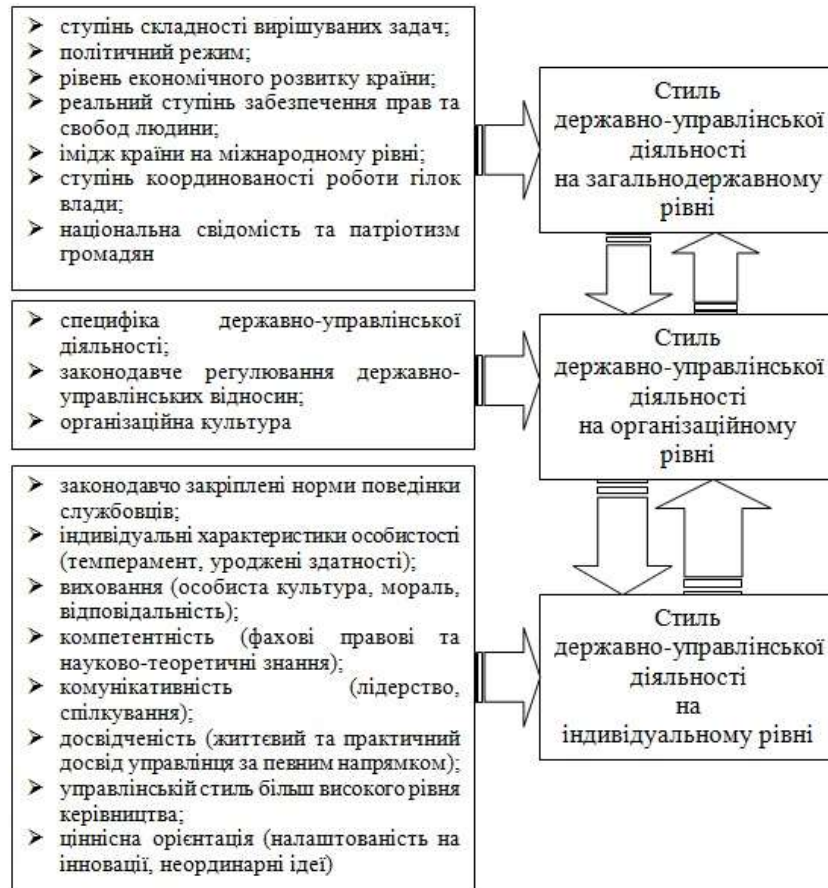 ➤ ступінь складності вирішуваних задач;
➤ політичний режим;
➤ рівень економічного розвитку країни;
➤ реальний ступінь забезпечення прав та
свобод людини;
➤ імідж країни на міжнародному рівні;
➤ ступінь координованості роботи гілок
влади;
➤ національна свідомість та патріотизм
громадян
Стиль
державно-управлінської
діяльності
на загальнодержавному
рівні
➤ специфіка державно-управлінської
діяльності;
➤ законодавче регулювання державно-
управлінських відносин;
➤ організаційна культура
Стиль
державно-управлінської
діяльності
на організаційному
рівні
➤ законодавчо закріплені норми поведінки
службовців;
➤ індивідуальні характеристики особистості
(темперамент, уроджені здатності);
➤ виховання (особиста культура, мораль,
відповідальність);
➤ компетентність (фахові правові та
науково-теоретичні знання);
➤ комунікативність (лідерство,
спілкування);
➤ досвідченість (життєвий та практичний
досвід управлінця за певним напрямком);
➤ управлінській стиль більш високого рівня
керівництва;
➤ ціннісна орієнтація (налаштованість на
інновації, неординарні ідеї)
Стиль
державно-управлінської
діяльності
на
індивідуальному рівні